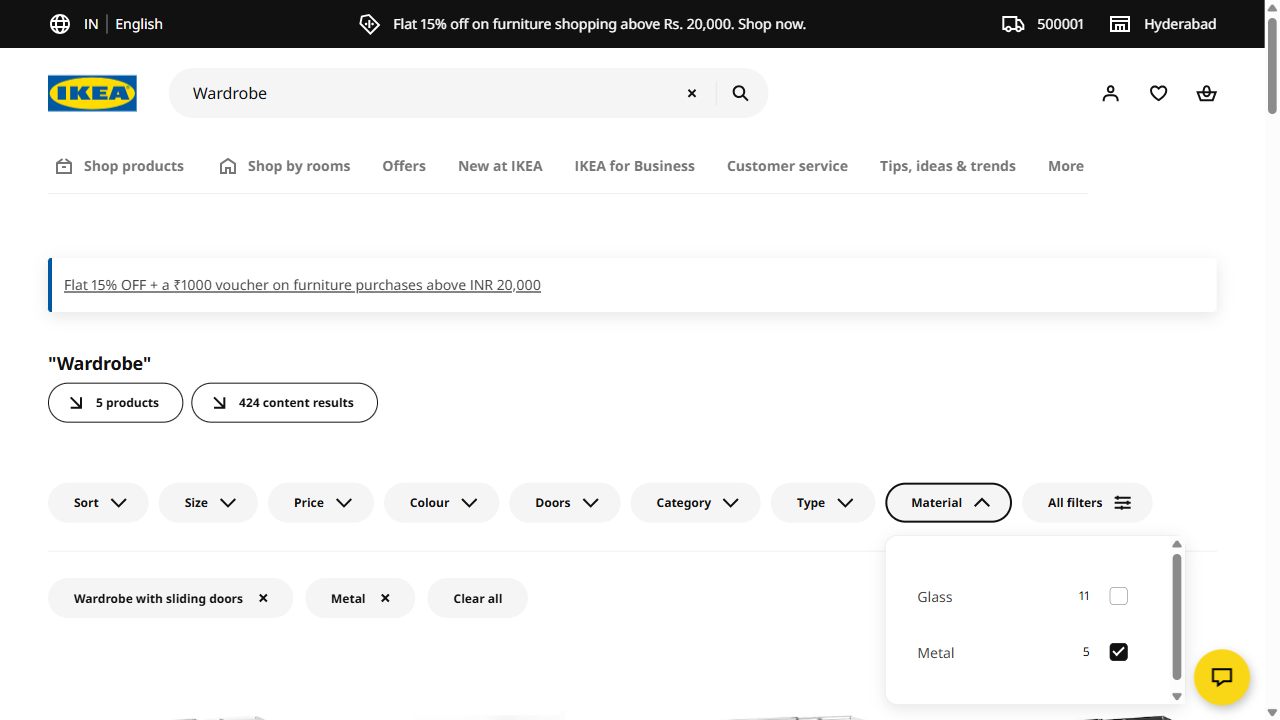 IN | English
Flat 15% off on furniture shopping above Rs. 20,000. Shop now.
500001
Hyderabad
IKEA
Wardrobe
Shop products
Shop by rooms
Offers
New at IKEA
IKEA for Business
Customer service
Tips, ideas & trends
More
Flat 15% OFF + a ₹1000 voucher on furniture purchases above INR 20,000
"Wardrobe"
5 products
424 content results
Sort
Size
Price
Colour
Doors
Category
Type
Material
All filters
Wardrobe with sliding doors
Metal
Clear all
Glass 11
Metal 5